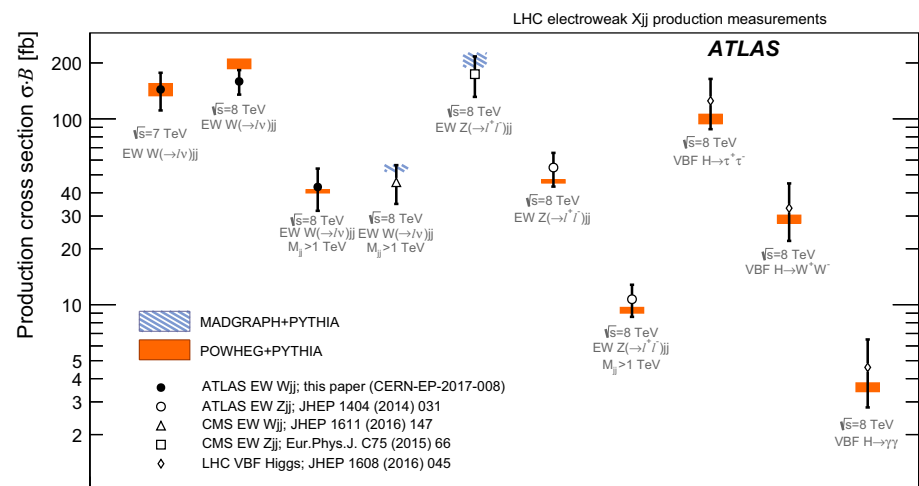 LHC electroweak Xjj production measurements
ATLAS
Production cross section σ·B [fb]
200
100
40
30
20
10
5
4
3
2
√s=7 TeV
EW W(→lν)jj
√s=8 TeV
EW W(→lν)jj
√s=8 TeV
EW W(→lν)jj
M_jj>1 TeV
√s=8 TeV
EW W(→lν)jj
M_jj>1 TeV
√s=8 TeV
EW Z(→l⁺l⁻)jj
√s=8 TeV
EW Z(→l⁺l⁻)jj
√s=8 TeV
EW Z(→l⁺l⁻)jj
M_jj>1 TeV
√s=8 TeV
VBF H→τ⁺τ⁻
√s=8 TeV
VBF H→W⁺W⁻
√s=8 TeV
VBF H→γγ
MADGRAPH+PYTHIA
POWHEG+PYTHIA
ATLAS EW Wjj; this paper (CERN-EP-2017-008)
ATLAS EW Zjj; JHEP 1404 (2014) 031
CMS EW Wjj; JHEP 1611 (2016) 147
CMS EW Zjj; Eur.Phys.J. C75 (2015) 66
LHC VBF Higgs; JHEP 1608 (2016) 045